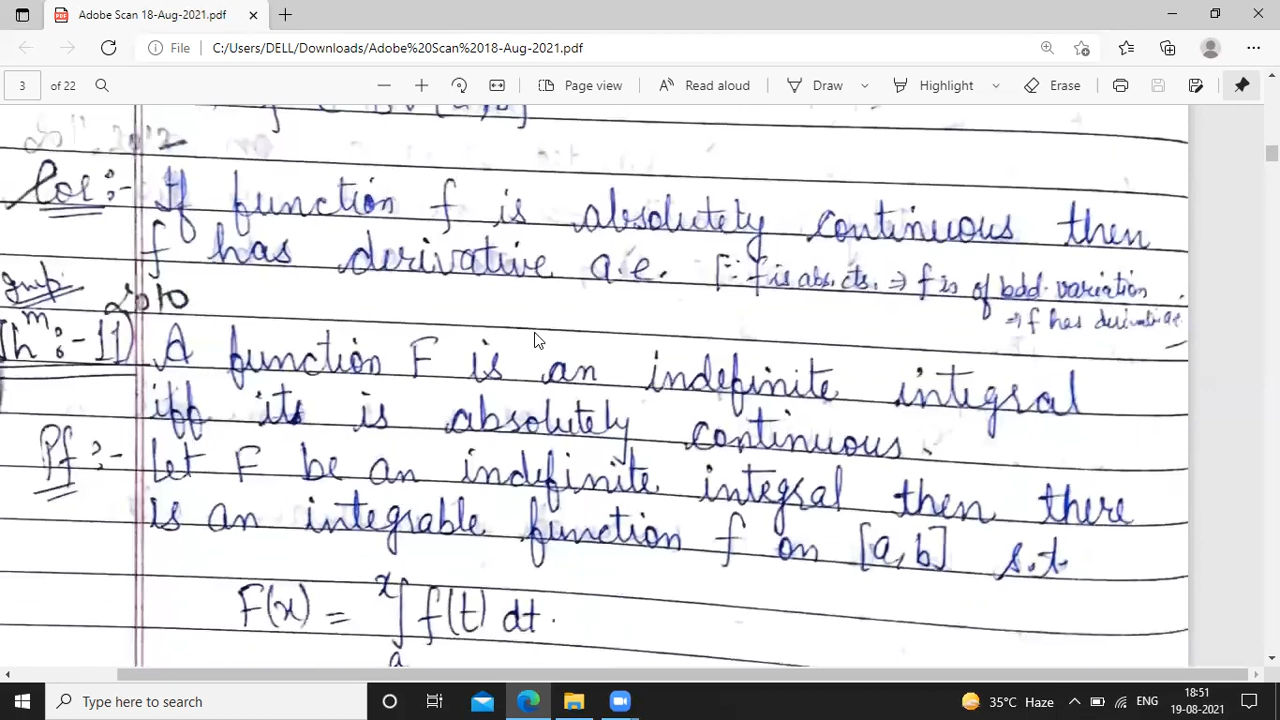 Adobe Scan 18-Aug-2021.pdf
File C:/Users/DELL/Downloads/Adobe%20Scan%2018-Aug-2021.pdf
3 of 22 Page view Read aloud Draw Highlight Erase
Cor:- If function f is absolutety continuous then
f has derivative a.e. [∵ f is abs. cts. ⇒ f is of bdd. variation
⇒ f has derivative
2010
Thm:-11) A function F is an indefinite integral
iff its is absolutely continuous.
Pf:- Let F be an indefinite integral then there
is an integrable function f on [a,b] s.t
F(x) = ∫ₐˣ f(t) dt.
Type here to search
35°C Haze ENG 18:51
19-08-2021